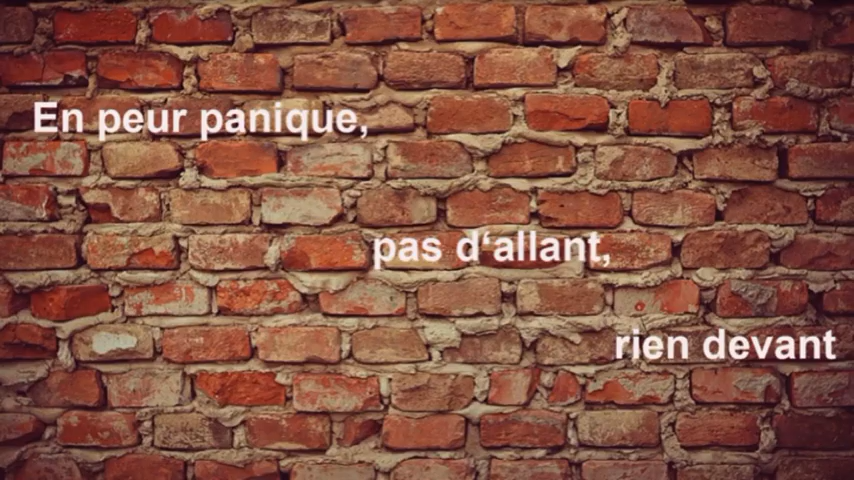 En peur panique,
pas d‘allant,
rien devant